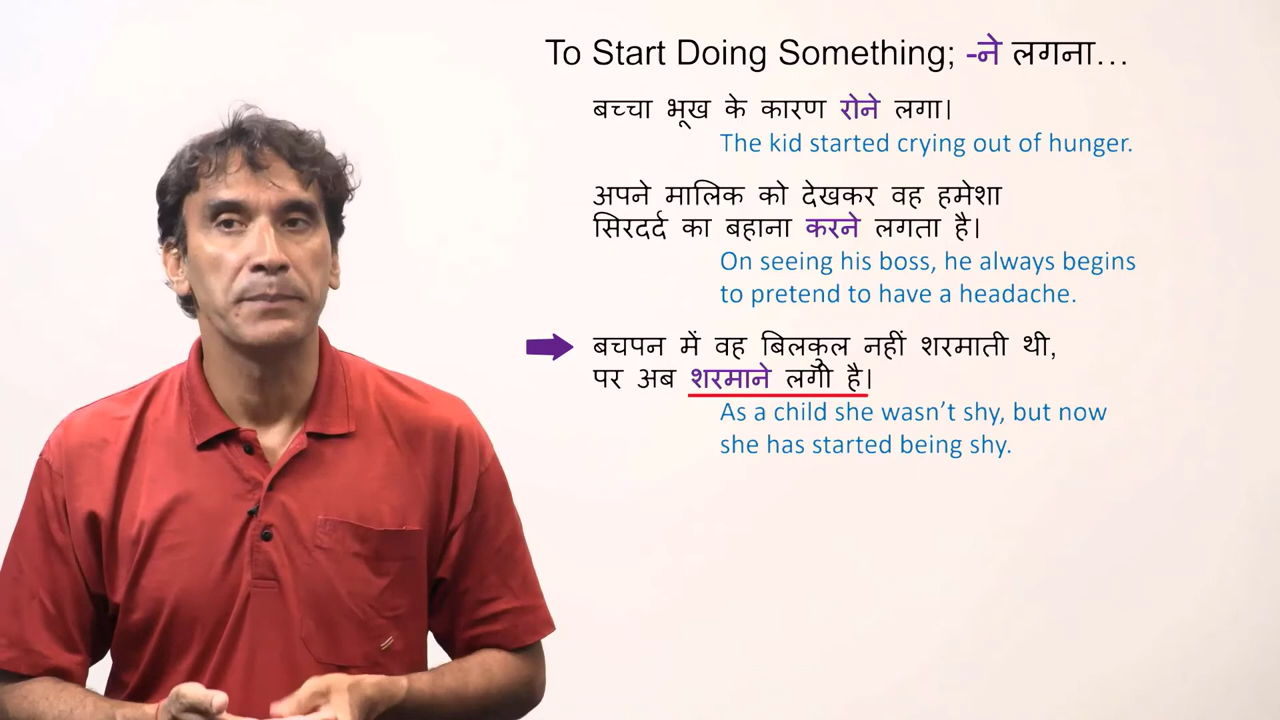 To Start Doing Something; -ने लगना…
बच्चा भूख के कारण रोने लगा।
The kid started crying out of hunger.
अपने मालिक को देखकर वह हमेशा
सिरदर्द का बहाना करने लगता है।
On seeing his boss, he always begins
to pretend to have a headache.
बचपन में वह बिलकुल नहीं शरमाती थी,
पर अब शरमाने लगी है।
As a child she wasn’t shy, but now
she has started being shy.